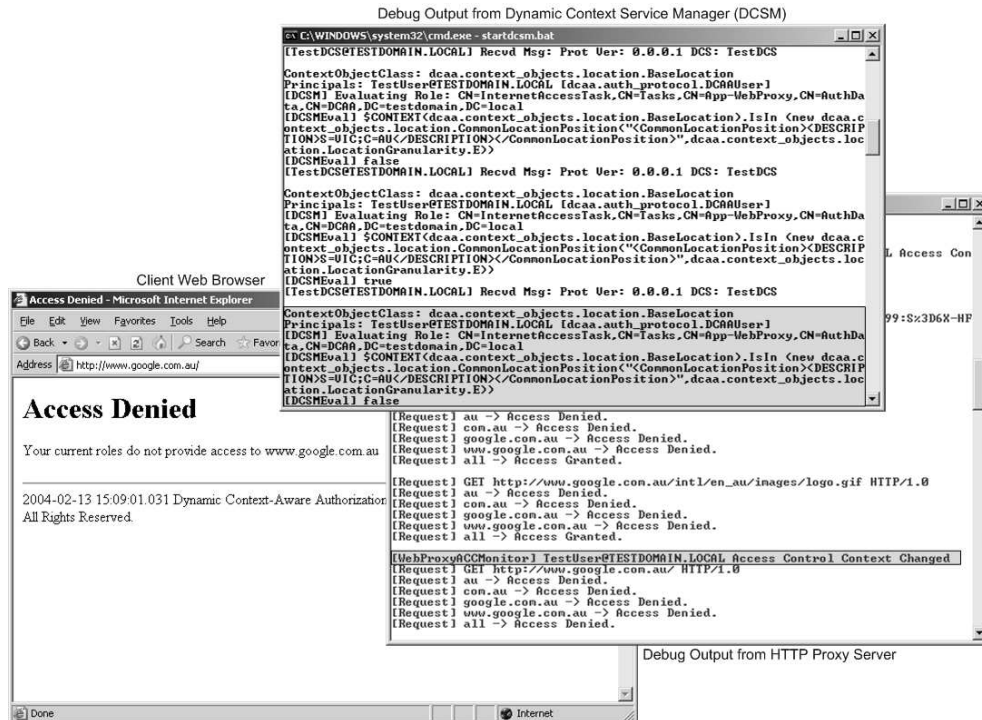 Debug Output from Dynamic Context Service Manager (DCSM)
C:\WINDOWS\system32\cmd.exe - startdcsm.bat
[TestDCS@TESTDOMAIN.LOCAL] Recvd Msg: Prot Ver: 0.0.0.1 DCS: TestDCS
ContextObjectClass: dcaa.context_objects.location.BaseLocation
Principals: TestUser@TESTDOMAIN.LOCAL [dcaa.auth_protocol.DCAAUser]
[DCSM] Evaluating Role: CN=InternetAccessTask,CN=Tasks,CN=App-WebProxy,CN=AuthDa
ta,CN=DCAA,DC=testdomain,DC=local
[DCSMEval] $CONTEXT(dcaa.context_objects.location.BaseLocation).IsIn (new dcaa.c
ontext_objects.location.CommonLocationPosition("<CommonLocationPosition><DESCRIP
TION>S=VIC;C=AU</DESCRIPTION></CommonLocationPosition>",dcaa.context_objects.loc
ation.LocationGranularity.E))
[DCSMEval] false
[TestDCS@TESTDOMAIN.LOCAL] Recvd Msg: Prot Ver: 0.0.0.1 DCS: TestDCS
ContextObjectClass: dcaa.context_objects.location.BaseLocation
Principals: TestUser@TESTDOMAIN.LOCAL [dcaa.auth_protocol.DCAAUser]
[DCSM] Evaluating Role: CN=InternetAccessTask,CN=Tasks,CN=App-WebProxy,CN=AuthDa
ta,CN=DCAA,DC=testdomain,DC=local
[DCSMEval] $CONTEXT(dcaa.context_objects.location.BaseLocation).IsIn (new dcaa.c
ontext_objects.location.CommonLocationPosition("<CommonLocationPosition><DESCRIP
TION>S=VIC;C=AU</DESCRIPTION></CommonLocationPosition>",dcaa.context_objects.loc
ation.LocationGranularity.E))
[DCSMEval] true
[TestDCS@TESTDOMAIN.LOCAL] Recvd Msg: Prot Ver: 0.0.0.1 DCS: TestDCS
ContextObjectClass: dcaa.context_objects.location.BaseLocation
Principals: TestUser@TESTDOMAIN.LOCAL [dcaa.auth_protocol.DCAAUser]
[DCSM] Evaluating Role: CN=InternetAccessTask,CN=Tasks,CN=App-WebProxy,CN=AuthDa
ta,CN=DCAA,DC=testdomain,DC=local
[DCSMEval] $CONTEXT(dcaa.context_objects.location.BaseLocation).IsIn (new dcaa.c
ontext_objects.location.CommonLocationPosition("<CommonLocationPosition><DESCRIP
TION>S=VIC;C=AU</DESCRIPTION></CommonLocationPosition>",dcaa.context_objects.loc
ation.LocationGranularity.E))
[DCSMEval] false
L Access Con
99:S%3D6X-HF
Client Web Browser
Access Denied - Microsoft Internet Explorer
File Edit View Favorites Tools Help
Back Search Favor
Address http://www.google.com.au/
Access Denied
Your current roles do not provide access to www.google.com.au
2004-02-13 15:09:01.031 Dynamic Context-Aware Authorization
All Rights Reserved.
Done Internet
[Request] au -> Access Denied.
[Request] com.au -> Access Denied.
[Request] google.com.au -> Access Denied.
[Request] www.google.com.au -> Access Denied.
[Request] all -> Access Granted.
[Request] GET http://www.google.com.au/intl/en_au/images/logo.gif HTTP/1.0
[Request] au -> Access Denied.
[Request] com.au -> Access Denied.
[Request] google.com.au -> Access Denied.
[Request] www.google.com.au -> Access Denied.
[Request] all -> Access Granted.
[WebProxyACCMonitor] TestUser@TESTDOMAIN.LOCAL Access Control Context Changed
[Request] GET http://www.google.com.au/ HTTP/1.0
[Request] au -> Access Denied.
[Request] com.au -> Access Denied.
[Request] google.com.au -> Access Denied.
[Request] www.google.com.au -> Access Denied.
[Request] all -> Access Denied.
Debug Output from HTTP Proxy Server